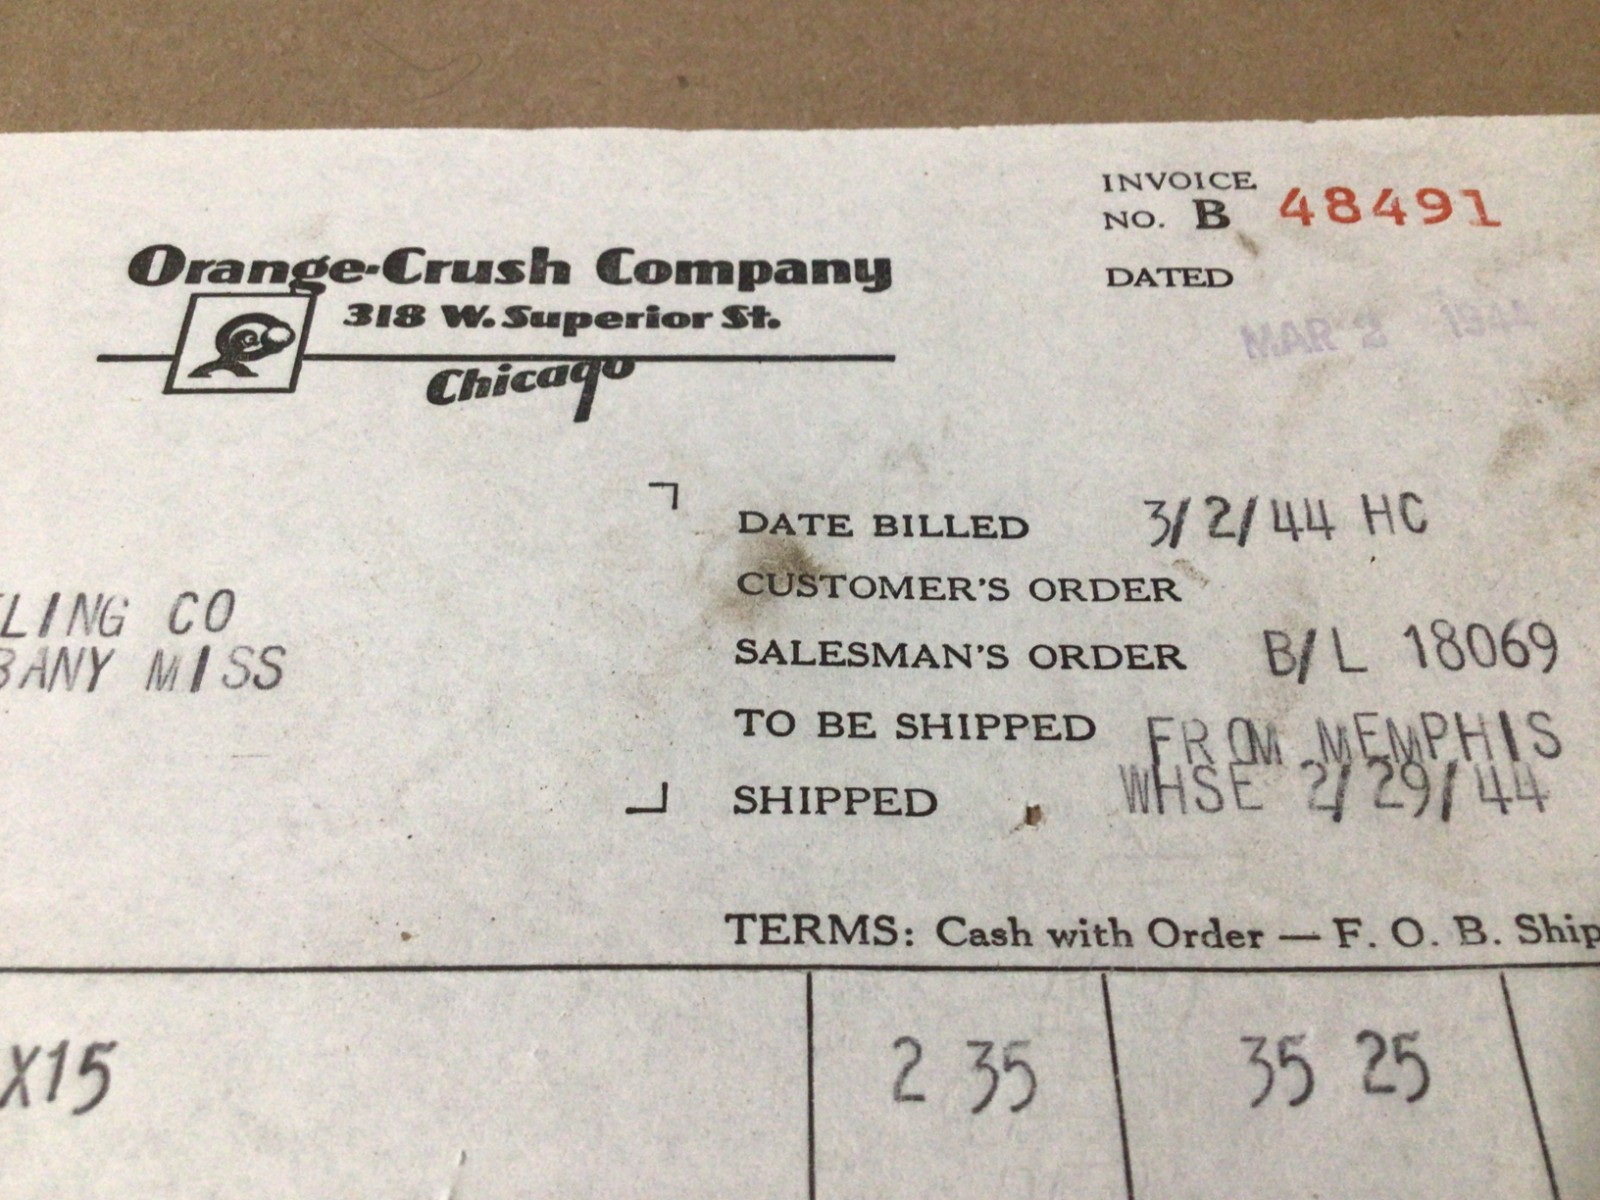 INVOICE
NO. B 48491
Orange-Crush Company
318 W. Superior St.
Chicago
DATED
MAR 2 1944
DATE BILLED 3/2/44 HC
CUSTOMER'S ORDER
LING CO
BANY MISS
SALESMAN'S ORDER B/L 18069
TO BE SHIPPED FROM MEMPHIS
SHIPPED WHSE 2/29/44
TERMS: Cash with Order — F. O. B. Ship
X15 2 35 35 25